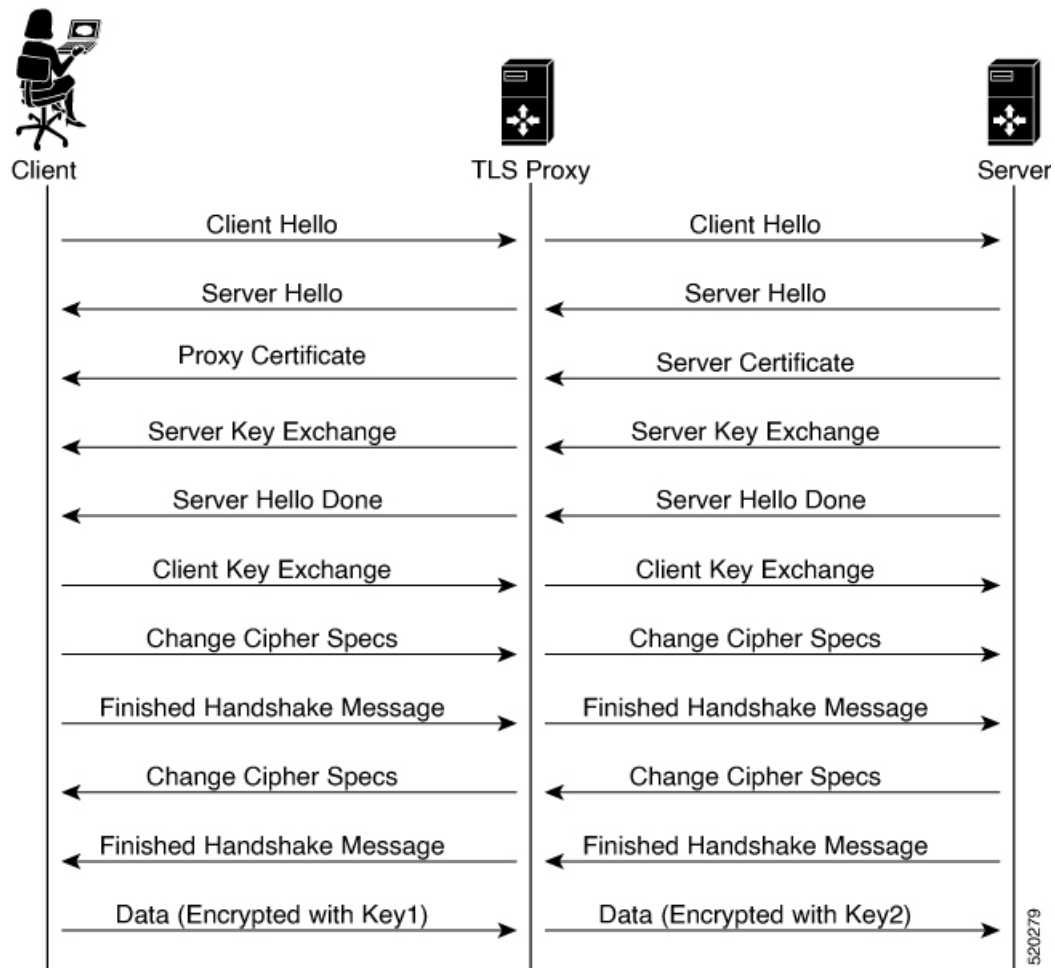 Client TLS Proxy Server
Client Hello Client Hello
Server Hello Server Hello
Proxy Certificate Server Certificate
Server Key Exchange Server Key Exchange
Server Hello Done Server Hello Done
Client Key Exchange Client Key Exchange
Change Cipher Specs Change Cipher Specs
Finished Handshake Message Finished Handshake Message
Change Cipher Specs Change Cipher Specs
Finished Handshake Message Finished Handshake Message
Data (Encrypted with Key1) Data (Encrypted with Key2)
520279